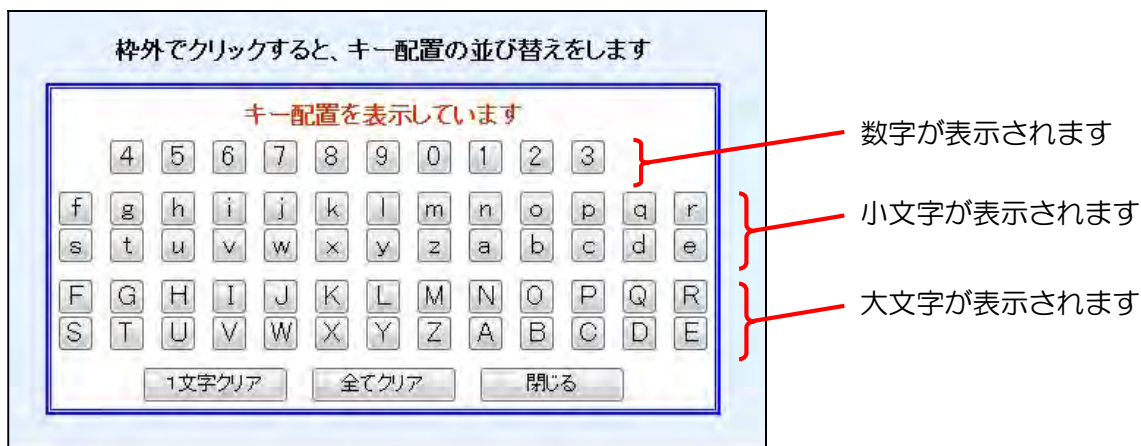 枠外でクリックすると、キー配置の並び替えをします
キー配置を表示しています
4 5 6 7 8 9 0 1 2 3
数字が表示されます
f g h i j k l m n o p q r
小文字が表示されます
s t u v w x y z a b c d e
F G H I J K L M N O P Q R
大文字が表示されます
S T U V W X Y Z A B C D E
1文字クリア 全てクリア 閉じる